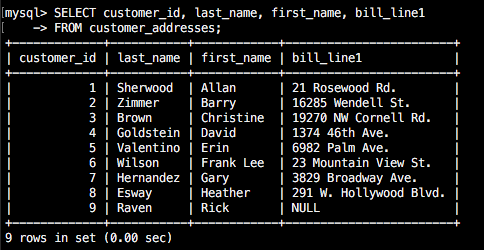 mysql> SELECT customer_id, last_name, first_name, bill_line1
    -> FROM customer_addresses;
+-------------+-----------+------------+------------------------+
| customer_id | last_name | first_name | bill_line1             |
+-------------+-----------+------------+------------------------+
|           1 | Sherwood  | Allan      | 21 Rosewood Rd.        |
|           2 | Zimmer    | Barry      | 16285 Wendell St.      |
|           3 | Brown     | Christine  | 19270 NW Cornell Rd.   |
|           4 | Goldstein | David      | 1374 46th Ave.         |
|           5 | Valentino | Erin       | 6982 Palm Ave.         |
|           6 | Wilson    | Frank Lee  | 23 Mountain View St.   |
|           7 | Hernandez | Gary       | 3829 Broadway Ave.     |
|           8 | Esway     | Heather    | 291 W. Hollywood Blvd. |
|           9 | Raven     | Rick       | NULL                   |
+-------------+-----------+------------+------------------------+
9 rows in set (0.00 sec)